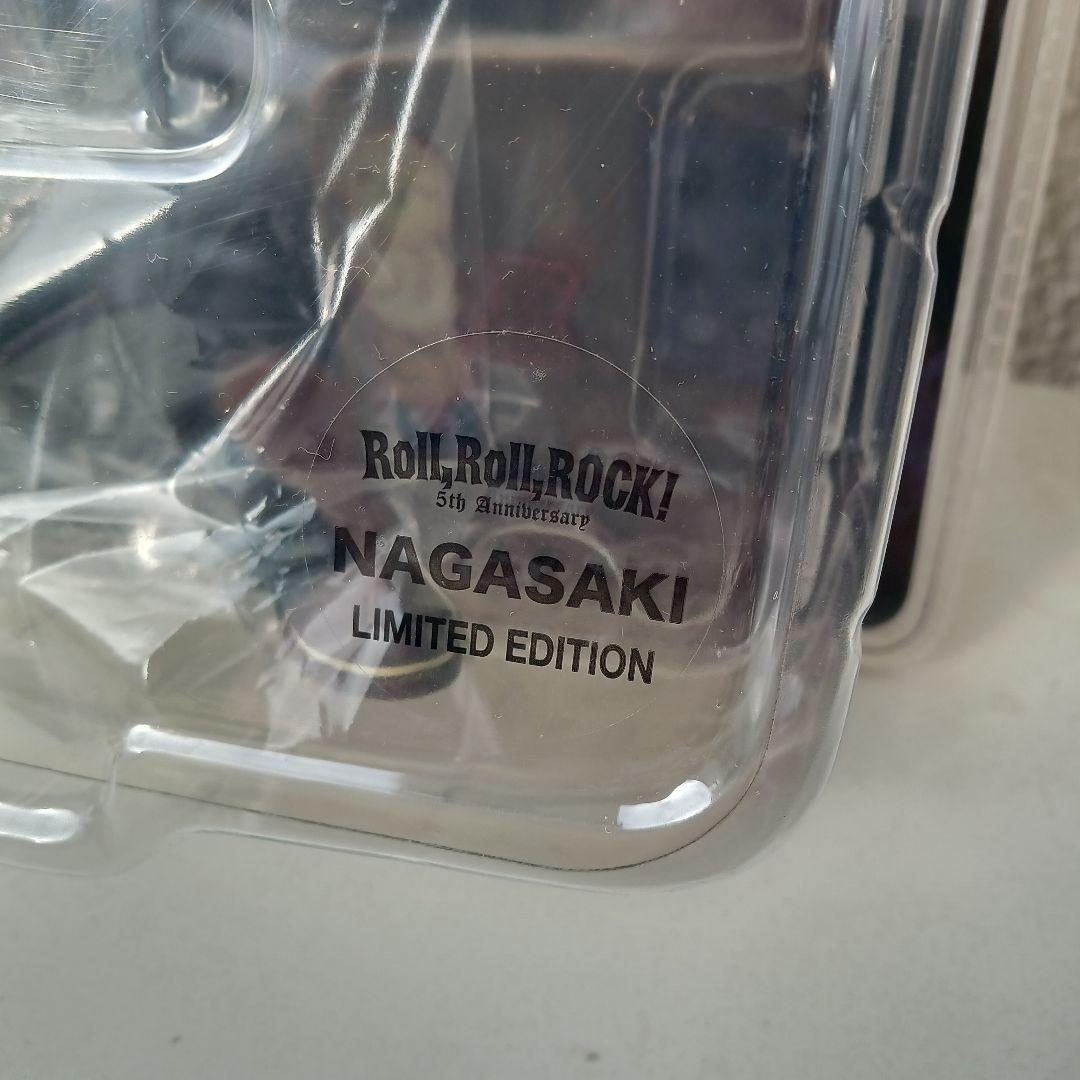 Roll,Roll,ROCK!
5th Anniversary
NAGASAKI
LIMITED EDITION